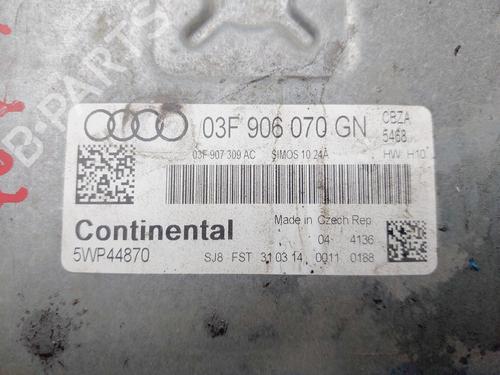 B-PARTS
03F 906 070 GN
CBZA
5468
03F 907 309 AC SIMOS 10.24A HW: H10
Continental
Made in Czech Rep.
04- 4136
5WP44870
SJ8 FST 31 03 14 0011 0188